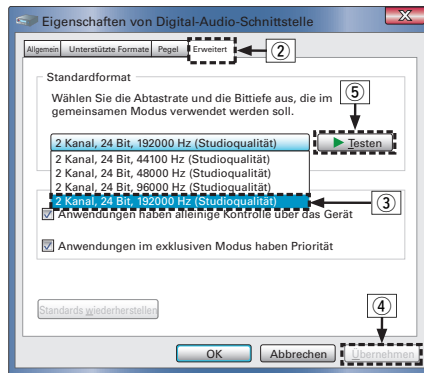 Eigenschaften von Digital-Audio-Schnittstelle
X
Allgemein Unterstützte Formate Pegel Erweitert
②
Standardformat
Wählen Sie die Abtastrate und die Bittiefe aus, die im
gemeinsamen Modus verwendet werden soll.
⑤
2 Kanal, 24 Bit, 192000 Hz (Studioqualität)
Testen
2 Kanal, 24 Bit, 44100 Hz (Studioqualität)
2 Kanal, 24 Bit, 48000 Hz (Studioqualität)
2 Kanal, 24 Bit, 96000 Hz (Studioqualität)
2 Kanal, 24 Bit, 192000 Hz (Studioqualität)
③
Anwendungen haben alleinige Kontrolle über das Gerät
Anwendungen im exklusiven Modus haben Priorität
④
Standards wiederherstellen
OK
Abbrechen
Übernehmen